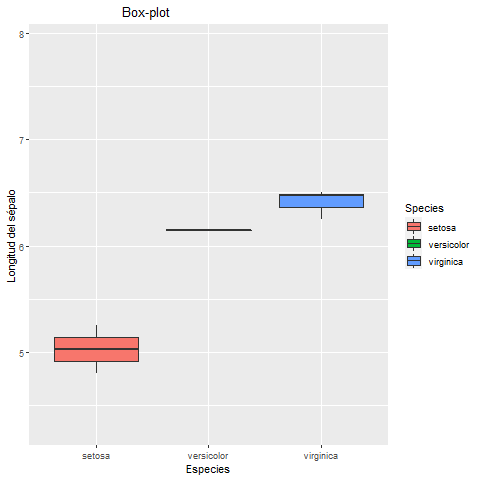 Box-plot
8
7
6
5
Longitud del sépalo
setosa versicolor virginica
Especies
Species
setosa
versicolor
virginica